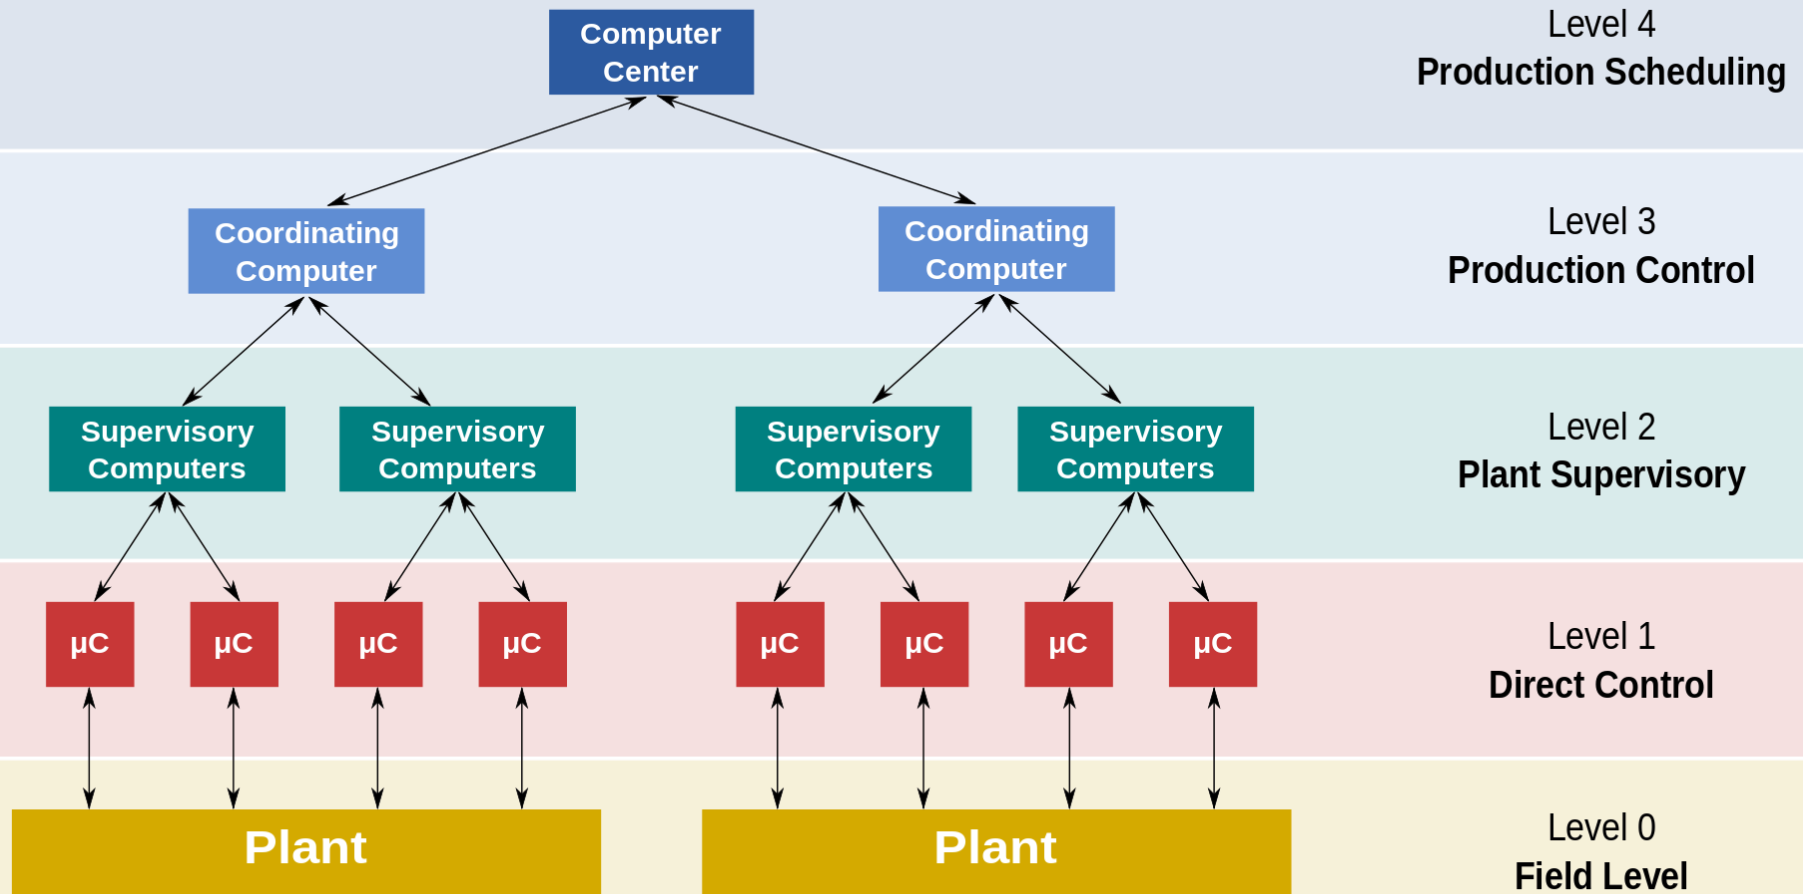 Computer
Center
Level 4
Production Scheduling
Coordinating
Computer
Coordinating
Computer
Level 3
Production Control
Supervisory
Computers
Supervisory
Computers
Supervisory
Computers
Supervisory
Computers
Level 2
Plant Supervisory
µC
µC
µC
µC
µC
µC
µC
µC
Level 1
Direct Control
Plant
Plant
Level 0
Field Level